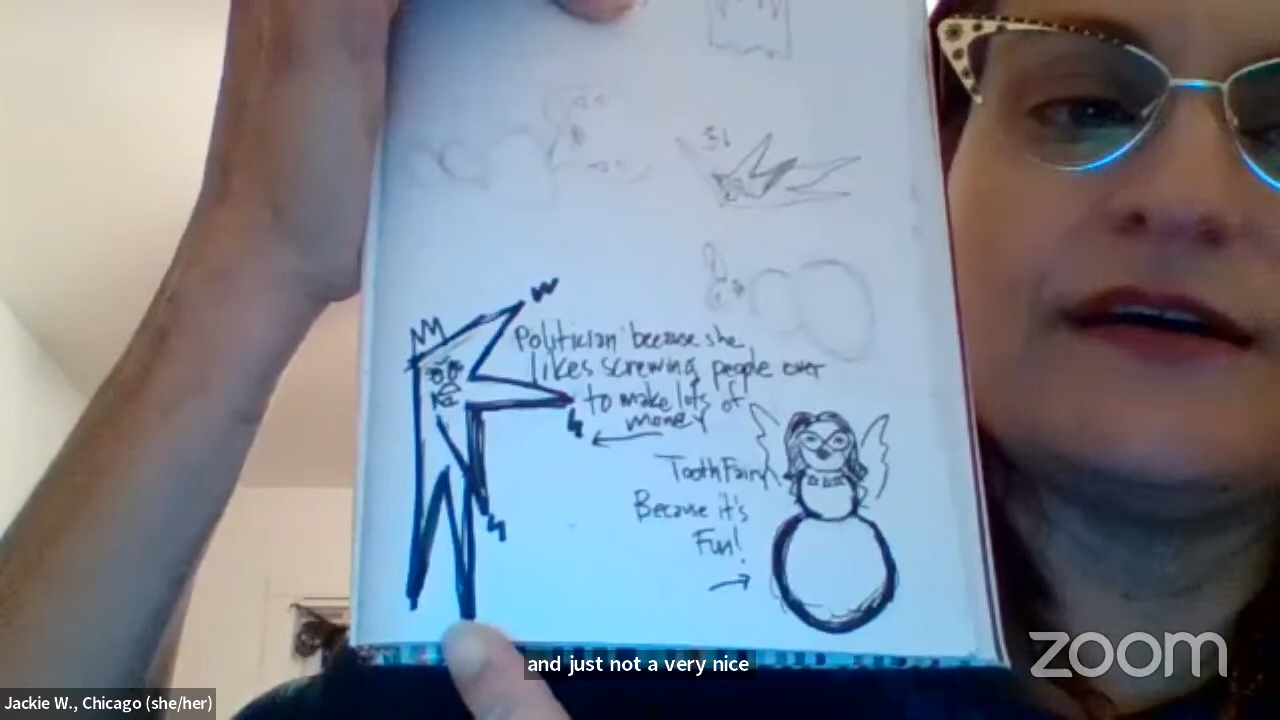 Politician because she
likes screwing people over
to make lots of
money
Tooth Fairy
Because it's
Fun!
and just not a very nice
zoom
Jackie W., Chicago (she/her)